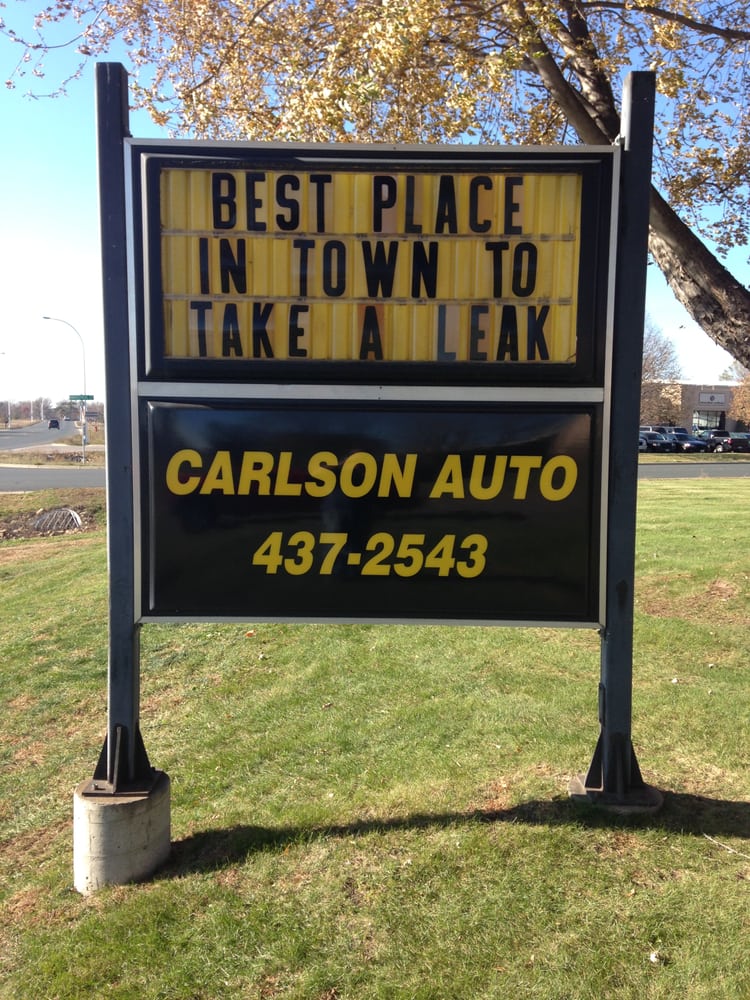 BEST PLACE
IN TOWN TO
TAKE A LEAK
CARLSON AUTO
437-2543